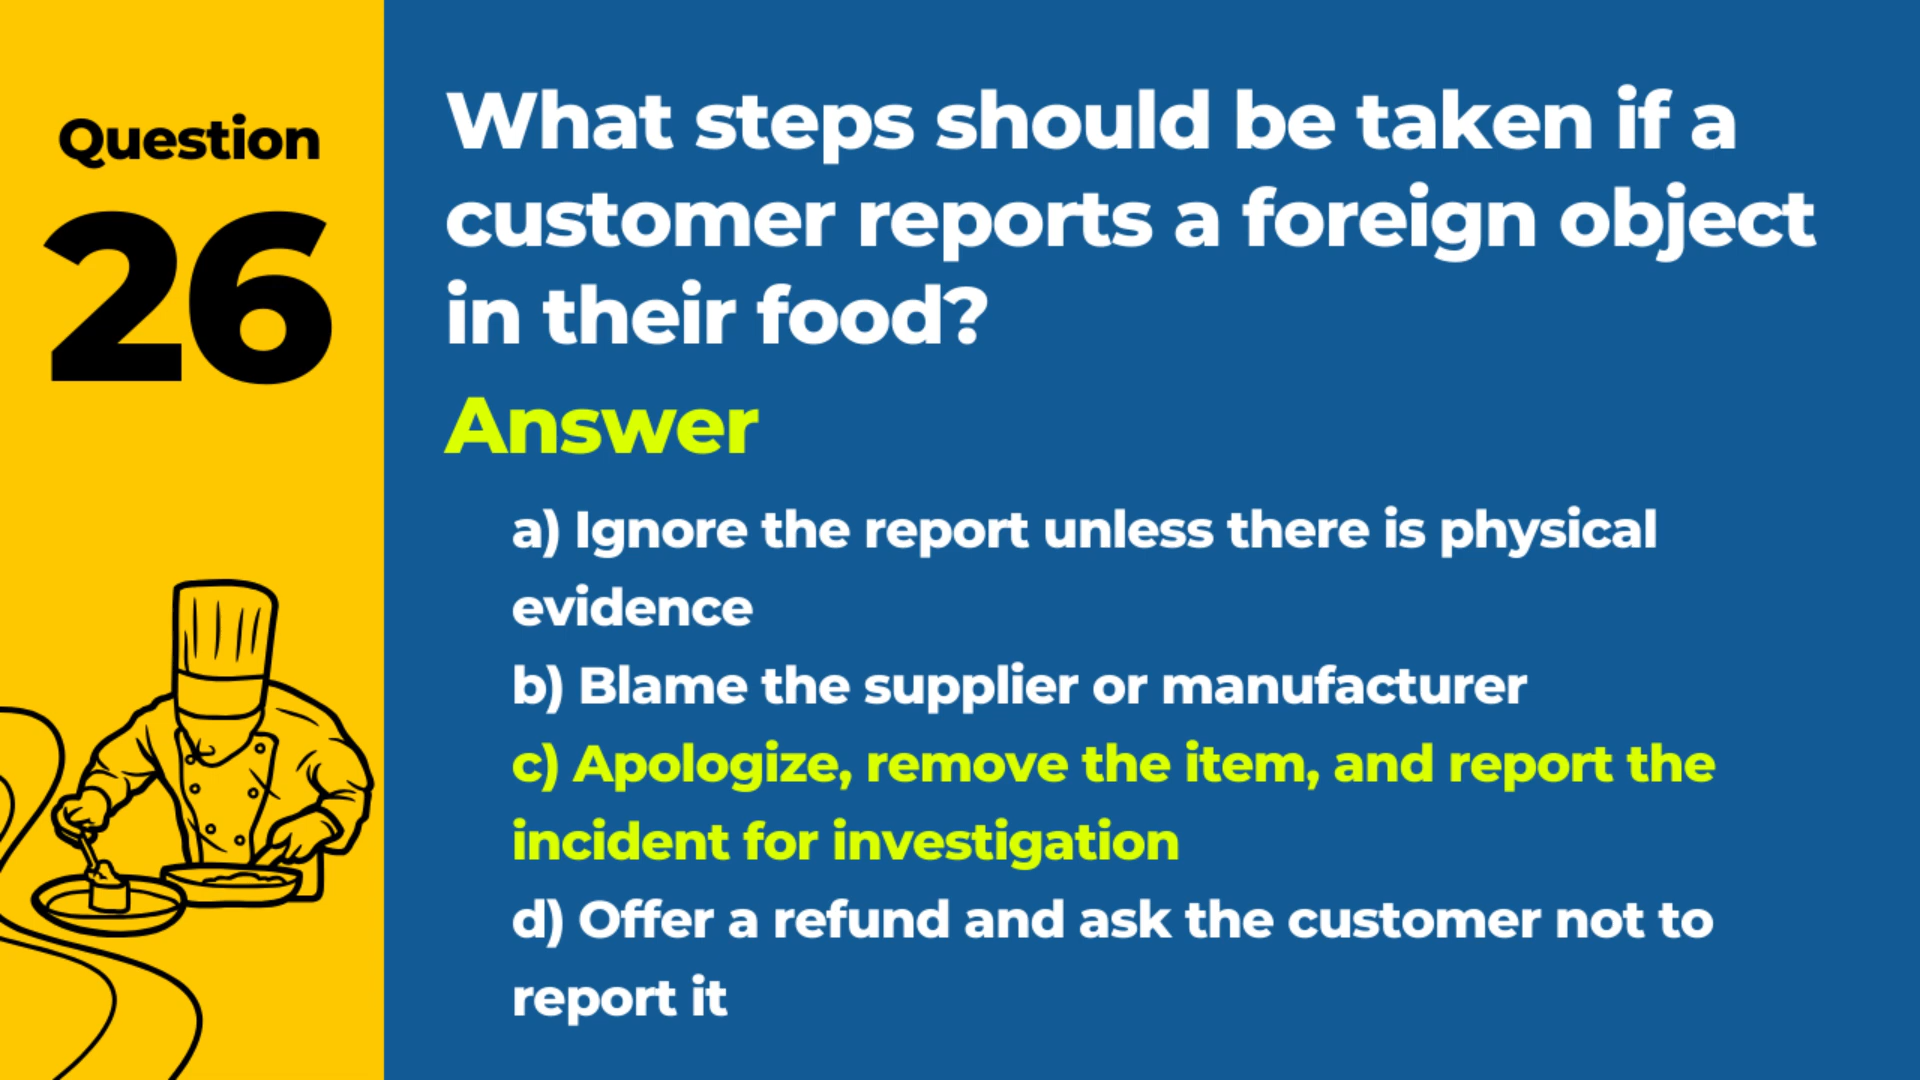 Question
26
What steps should be taken if a
customer reports a foreign object
in their food?
Answer
a) Ignore the report unless there is physical
evidence
b) Blame the supplier or manufacturer
c) Apologize, remove the item, and report the
incident for investigation
d) Offer a refund and ask the customer not to
report it